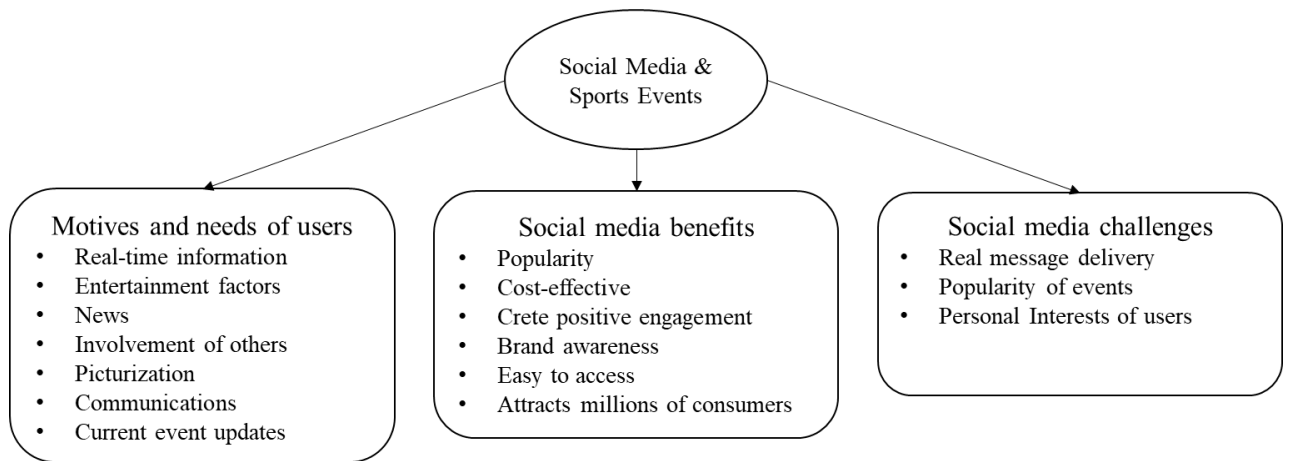 Social Media &
Sports Events
Motives and needs of users
• Real-time information
• Entertainment factors
• News
• Involvement of others
• Picturization
• Communications
• Current event updates
Social media benefits
• Popularity
• Cost-effective
• Crete positive engagement
• Brand awareness
• Easy to access
• Attracts millions of consumers
Social media challenges
• Real message delivery
• Popularity of events
• Personal Interests of users